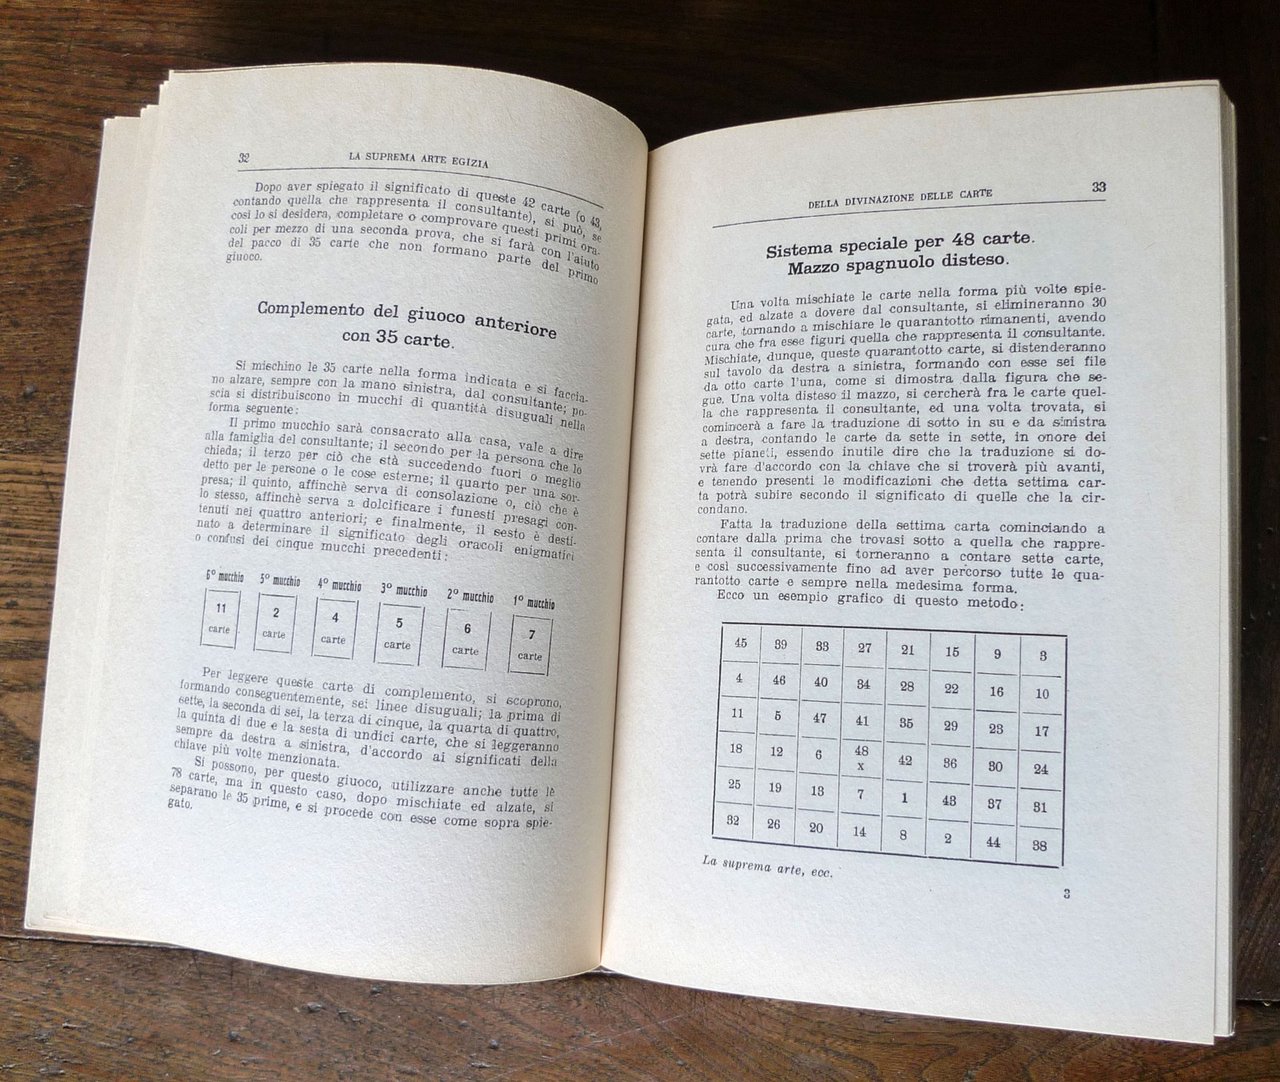 32
LA SUPREMA ARTE EGIZIA
Dopo aver spiegato il significato di queste 42 carte (o 43,
contando quella che rappresenta il consultante), si può, se
così lo si desidera, completare o comprovare questi primi ora-
coli per mezzo di una seconda prova, che si farà con l'aiuto
del pacco di 35 carte che non formano parte del primo
giuoco.
Complemento del giuoco anteriore
con 35 carte.
Si mischino le 35 carte nella forma indicata e si faccia-
no alzare, sempre con la mano sinistra, dal consultante; po-
scia si distribuiscono in mucchi di quantità disuguali nella
forma seguente:
Il primo mucchio sarà consacrato alla casa, vale a dire
alla famiglia del consultante; il secondo per la persona che lo
chieda; il terzo per ciò che stà succedendo fuori o meglio
detto per le persone o le cose esterne; il quarto per una sor-
presa; il quinto, affinchè serva di consolazione o, ciò che è
lo stesso, affinchè serva a dolcificare i funesti presagi con-
tenuti nei quattro anteriori; e finalmente, il sesto è desti-
nato a determinare il significato degli oracoli enigmatici
o confusi dei cinque mucchi precedenti:
6º mucchio 5º mucchio 4º mucchio 3º mucchio 2º mucchio 1º mucchio
11 2 4 5 6 7
carte carte carte carte carte carte
Per leggere queste carte di complemento, si scoprono,
formando conseguentemente, sei linee disuguali; la prima di
sette, la seconda di sei, la terza di cinque, la quarta di quattro,
la quinta di due e la sesta di undici carte, che si leggeranno
sempre da destra a sinistra, d'accordo ai significati della
chiave più volte menzionata.
Si possono, per questo giuoco, utilizzare anche tutte le
78 carte, ma in questo caso, dopo mischiate ed alzate, si
separano le 35 prime, e si procede con esse come sopra spie-
gato.
DELLA DIVINAZIONE DELLE CARTE
33
Sistema speciale per 48 carte.
Mazzo spagnuolo disteso.
Una volta mischiate le carte nella forma più volte spie-
gata, ed alzate a dovere dal consultante, si elimineranno 30
carte, tornando a mischiare le quarantotto rimanenti, avendo
cura che fra esse figuri quella che rappresenta il consultante.
Mischiate, dunque, queste quarantotto carte, si distenderanno
sul tavolo da destra a sinistra, formando con esse sei file
da otto carte l'una, come si dimostra dalla figura che se-
gue. Una volta disteso il mazzo, si cercherà fra le carte quel-
la che rappresenta il consultante, ed una volta trovata, si
comincerà a fare la traduzione di sotto in su e da sinistra
a destra, contando le carte da sette in sette, in onore dei
sette pianeti, essendo inutile dire che la traduzione si do-
vrà fare d'accordo con la chiave che si troverà più avanti,
e tenendo presenti le modificazioni che detta settima car-
ta potrà subire secondo il significato di quelle che la cir-
condano.
Fatta la traduzione della settima carta cominciando a
contare dalla prima che trovasi sotto a quella che rappre-
senta il consultante, si torneranno a contare sette carte,
e così successivamente fino ad aver percorso tutte le qua-
rantotto carte e sempre nella medesima forma.
Ecco un esempio grafico di questo metodo:
45 39 33 27 21 15 9 3
4 46 40 34 28 22 16 10
11 5 47 41 35 29 23 17
18 12 6 48 42 36 30 24
x
25 19 13 7 1 43 37 31
32 26 20 14 8 2 44 38
La suprema arte, ecc.
3